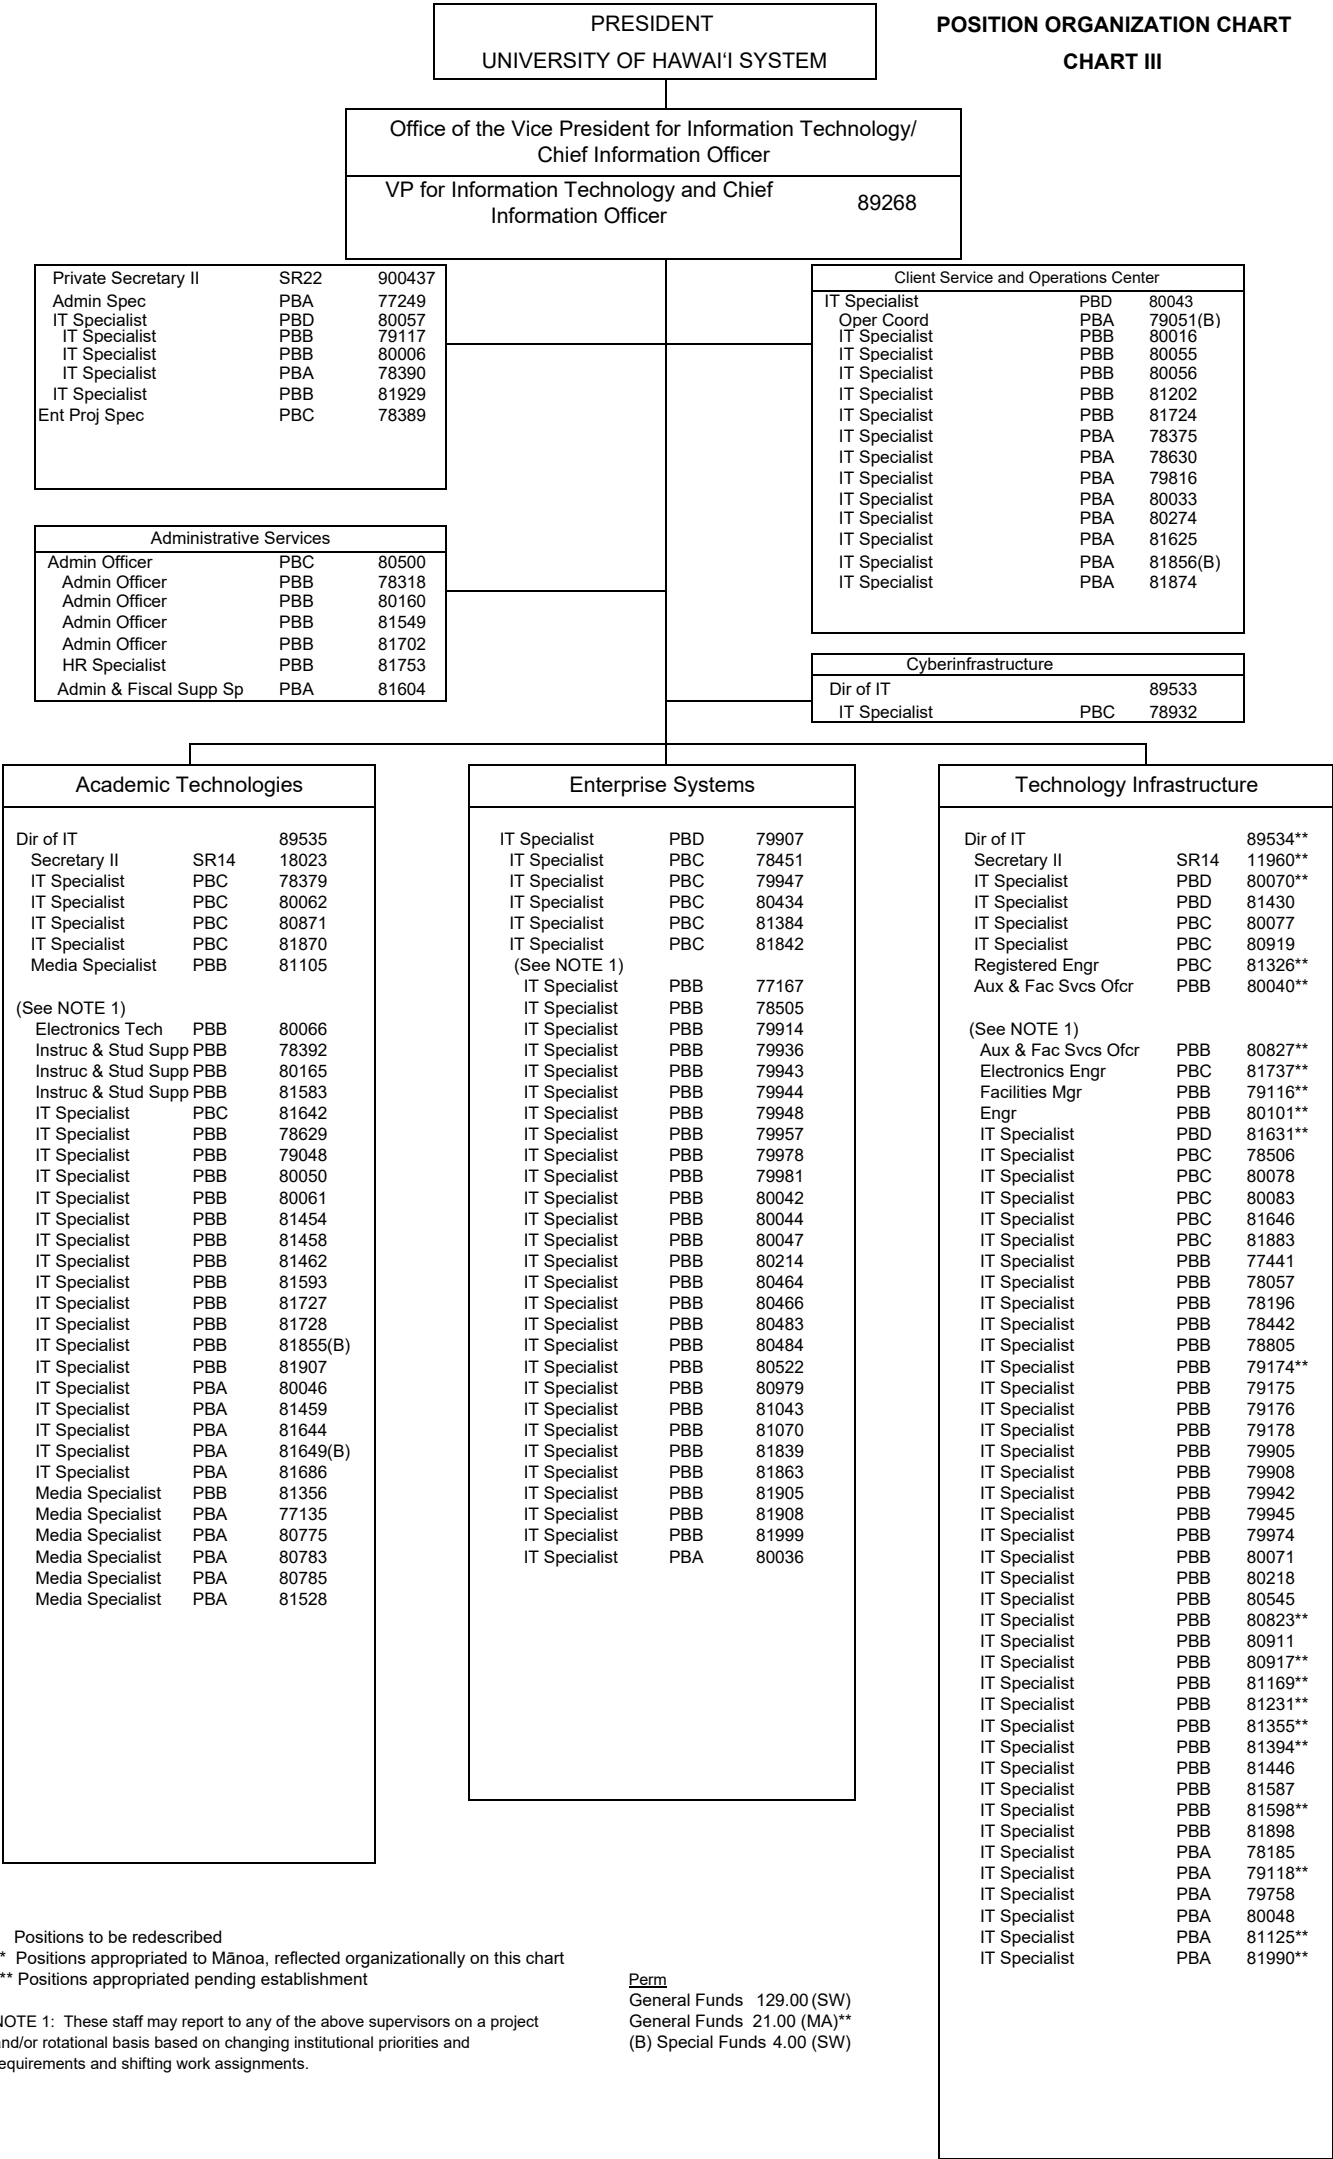 PRESIDENT
UNIVERSITY OF HAWAIʻI SYSTEM
POSITION ORGANIZATION CHART
CHART III
Office of the Vice President for Information Technology/
Chief Information Officer
VP for Information Technology and Chief
Information Officer 89268
Private Secretary II SR22 900437
Admin Spec PBA 77249
IT Specialist PBD 80057
IT Specialist PBB 79117
IT Specialist PBB 80006
IT Specialist PBA 78390
IT Specialist PBB 81929
Ent Proj Spec PBC 78389
Client Service and Operations Center
IT Specialist PBD 80043
Oper Coord PBA 79051(B)
IT Specialist PBB 80016
IT Specialist PBB 80055
IT Specialist PBB 80056
IT Specialist PBB 81202
IT Specialist PBB 81724
IT Specialist PBA 78375
IT Specialist PBA 78630
IT Specialist PBA 79816
IT Specialist PBA 80033
IT Specialist PBA 80274
IT Specialist PBA 81625
IT Specialist PBA 81856(B)
IT Specialist PBA 81874
Administrative Services
Admin Officer PBC 80500
Admin Officer PBB 78318
Admin Officer PBB 80160
Admin Officer PBB 81549
Admin Officer PBB 81702
HR Specialist PBB 81753
Admin & Fiscal Supp Sp PBA 81604
Cyberinfrastructure
Dir of IT 89533
IT Specialist PBC 78932
Academic Technologies
Dir of IT 89535
Secretary II SR14 18023
IT Specialist PBC 78379
IT Specialist PBC 80062
IT Specialist PBC 80871
IT Specialist PBC 81870
Media Specialist PBB 81105
(See NOTE 1)
Electronics Tech PBB 80066
Instruc & Stud Supp PBB 78392
Instruc & Stud Supp PBB 80165
Instruc & Stud Supp PBB 81583
IT Specialist PBC 81642
IT Specialist PBB 78629
IT Specialist PBB 79048
IT Specialist PBB 80050
IT Specialist PBB 80061
IT Specialist PBB 81454
IT Specialist PBB 81458
IT Specialist PBB 81462
IT Specialist PBB 81593
IT Specialist PBB 81727
IT Specialist PBB 81728
IT Specialist PBB 81855(B)
IT Specialist PBB 81907
IT Specialist PBA 80046
IT Specialist PBA 81459
IT Specialist PBA 81644
IT Specialist PBA 81649(B)
IT Specialist PBA 81686
Media Specialist PBB 81356
Media Specialist PBA 77135
Media Specialist PBA 80775
Media Specialist PBA 80783
Media Specialist PBA 80785
Media Specialist PBA 81528
Enterprise Systems
IT Specialist PBD 79907
IT Specialist PBC 78451
IT Specialist PBC 79947
IT Specialist PBC 80434
IT Specialist PBC 81384
IT Specialist PBC 81842
(See NOTE 1)
IT Specialist PBB 77167
IT Specialist PBB 78505
IT Specialist PBB 79914
IT Specialist PBB 79936
IT Specialist PBB 79943
IT Specialist PBB 79944
IT Specialist PBB 79948
IT Specialist PBB 79957
IT Specialist PBB 79978
IT Specialist PBB 79981
IT Specialist PBB 80042
IT Specialist PBB 80044
IT Specialist PBB 80047
IT Specialist PBB 80214
IT Specialist PBB 80464
IT Specialist PBB 80466
IT Specialist PBB 80483
IT Specialist PBB 80484
IT Specialist PBB 80522
IT Specialist PBB 80979
IT Specialist PBB 81043
IT Specialist PBB 81070
IT Specialist PBB 81839
IT Specialist PBB 81863
IT Specialist PBB 81905
IT Specialist PBB 81908
IT Specialist PBB 81999
IT Specialist PBA 80036
Technology Infrastructure
Dir of IT 89534**
Secretary II SR14 11960**
IT Specialist PBD 80070**
IT Specialist PBD 81430
IT Specialist PBC 80077
IT Specialist PBC 80919
Registered Engr PBC 81326**
Aux & Fac Svcs Ofcr PBB 80040**
(See NOTE 1)
Aux & Fac Svcs Ofcr PBB 80827**
Electronics Engr PBC 81737**
Facilities Mgr PBB 79116**
Engr PBB 80101**
IT Specialist PBD 81631**
IT Specialist PBC 78506
IT Specialist PBC 80078
IT Specialist PBC 80083
IT Specialist PBC 81646
IT Specialist PBC 81883
IT Specialist PBB 77441
IT Specialist PBB 78057
IT Specialist PBB 78196
IT Specialist PBB 78442
IT Specialist PBB 78805
IT Specialist PBB 79174**
IT Specialist PBB 79175
IT Specialist PBB 79176
IT Specialist PBB 79178
IT Specialist PBB 79905
IT Specialist PBB 79908
IT Specialist PBB 79942
IT Specialist PBB 79945
IT Specialist PBB 79974
IT Specialist PBB 80071
IT Specialist PBB 80218
IT Specialist PBB 80545
IT Specialist PBB 80823**
IT Specialist PBB 80911
IT Specialist PBB 80917**
IT Specialist PBB 81169**
IT Specialist PBB 81231**
IT Specialist PBB 81355**
IT Specialist PBB 81394**
IT Specialist PBB 81446
IT Specialist PBB 81587
IT Specialist PBB 81598**
IT Specialist PBB 81898
IT Specialist PBA 78185
IT Specialist PBA 79118**
IT Specialist PBA 79758
IT Specialist PBA 80048
IT Specialist PBA 81125**
IT Specialist PBA 81990**
Positions to be redescribed
* Positions appropriated to Mānoa, reflected organizationally on this chart
** Positions appropriated pending establishment
NOTE 1: These staff may report to any of the above supervisors on a project
and/or rotational basis based on changing institutional priorities and
equirements and shifting work assignments.
Perm
General Funds 129.00 (SW)
General Funds 21.00 (MA)**
(B) Special Funds 4.00 (SW)